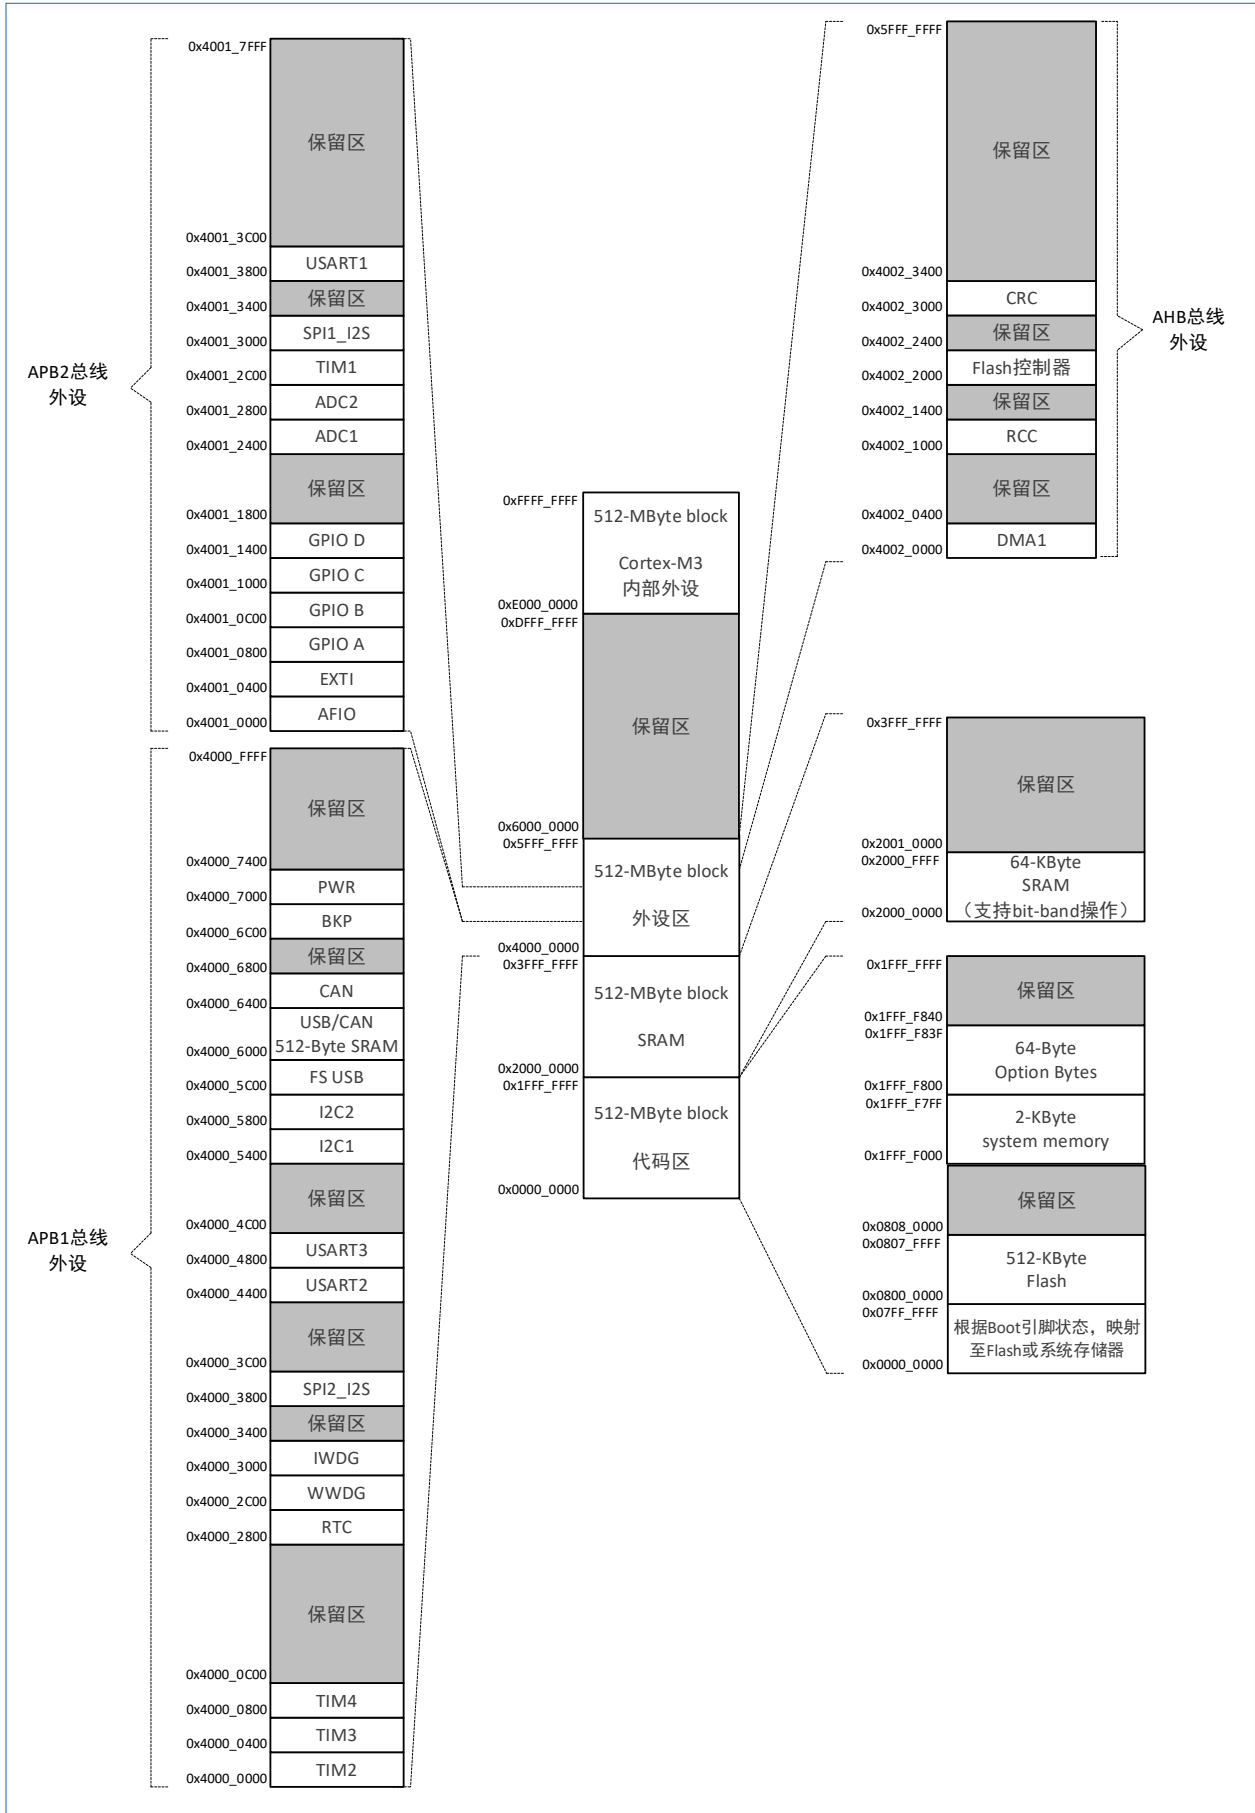 0x4001_7FFF
保留区
0x4001_3C00
USART1
0x4001_3800
保留区
0x4001_3400
SPI1_I2S
0x4001_3000
TIM1
0x4001_2C00
ADC2
0x4001_2800
ADC1
0x4001_2400
保留区
0x4001_1800
GPIO D
0x4001_1400
GPIO C
0x4001_1000
GPIO B
0x4001_0C00
GPIO A
0x4001_0800
EXTI
0x4001_0400
AFIO
0x4001_0000
APB2总线
外设
0x4000_FFFF
保留区
0x4000_7400
PWR
0x4000_7000
BKP
0x4000_6C00
保留区
0x4000_6800
CAN
0x4000_6400
USB/CAN
512-Byte SRAM
0x4000_6000
FS USB
0x4000_5C00
I2C2
0x4000_5800
I2C1
0x4000_5400
保留区
0x4000_4C00
USART3
0x4000_4800
USART2
0x4000_4400
保留区
0x4000_3C00
SPI2_I2S
0x4000_3800
保留区
0x4000_3400
IWDG
0x4000_3000
WWDG
0x4000_2C00
RTC
0x4000_2800
保留区
0x4000_0C00
TIM4
0x4000_0800
TIM3
0x4000_0400
TIM2
0x4000_0000
APB1总线
外设
0xFFFF_FFFF
512-MByte block
Cortex-M3
内部外设
0xE000_0000
0xDFFF_FFFF
保留区
0x6000_0000
0x5FFF_FFFF
512-MByte block
外设区
0x4000_0000
0x3FFF_FFFF
512-MByte block
SRAM
0x2000_0000
0x1FFF_FFFF
512-MByte block
代码区
0x0000_0000
0x5FFF_FFFF
保留区
0x4002_3400
CRC
0x4002_3000
保留区
0x4002_2400
Flash控制器
0x4002_2000
保留区
0x4002_1400
RCC
0x4002_1000
保留区
0x4002_0400
DMA1
0x4002_0000
AHB总线
外设
0x3FFF_FFFF
保留区
0x2001_0000
0x2000_FFFF
64-KByte
SRAM
（支持bit-band操作）
0x2000_0000
0x1FFF_FFFF
保留区
0x1FFF_F840
0x1FFF_F83F
64-Byte
Option Bytes
0x1FFF_F800
0x1FFF_F7FF
2-KByte
system memory
0x1FFF_F000
保留区
0x0808_0000
0x0807_FFFF
512-KByte
Flash
0x0800_0000
0x07FF_FFFF
根据Boot引脚状态，映射
至Flash或系统存储器
0x0000_0000